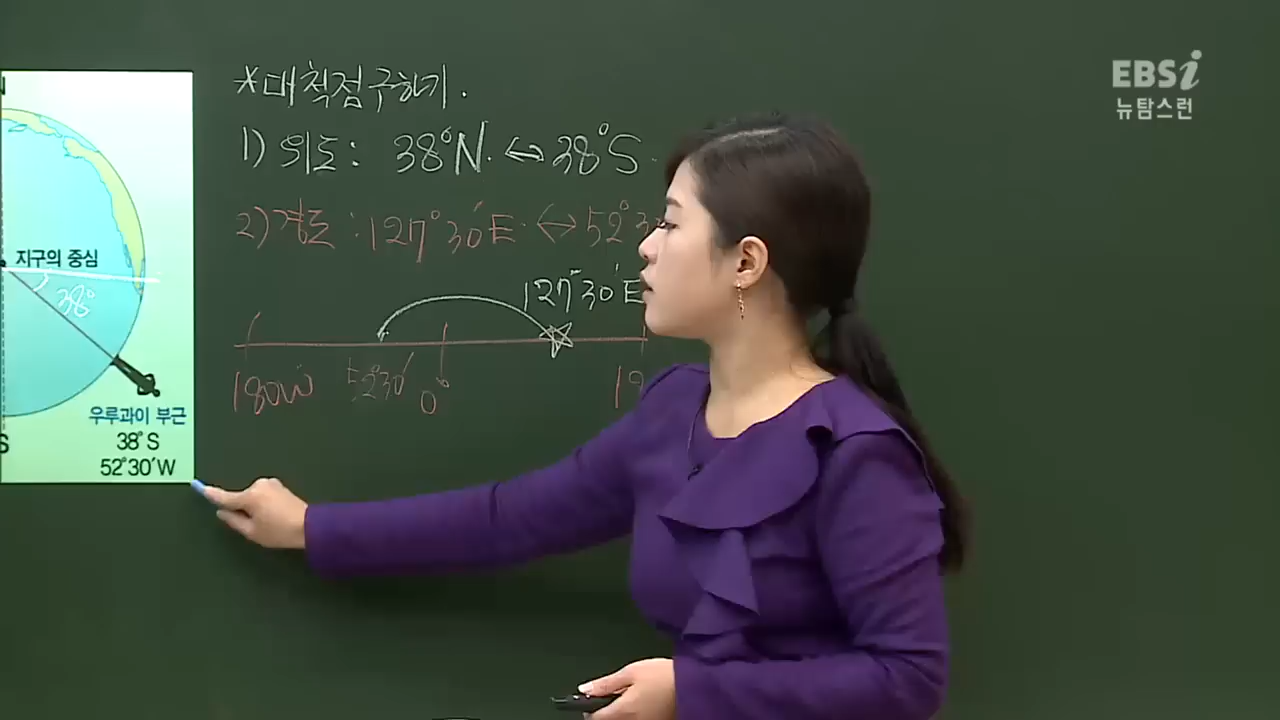 EBSi
뉴탐스런
*대척점구하기.
1) 위도: 38°N. ↔ 38°S.
2) 경도: 127°30′E. ↔ 52°3
127°30′E
180W 52°30′ 0°
지구의 중심
38°
우루과이 부근
38°S
52°30′W